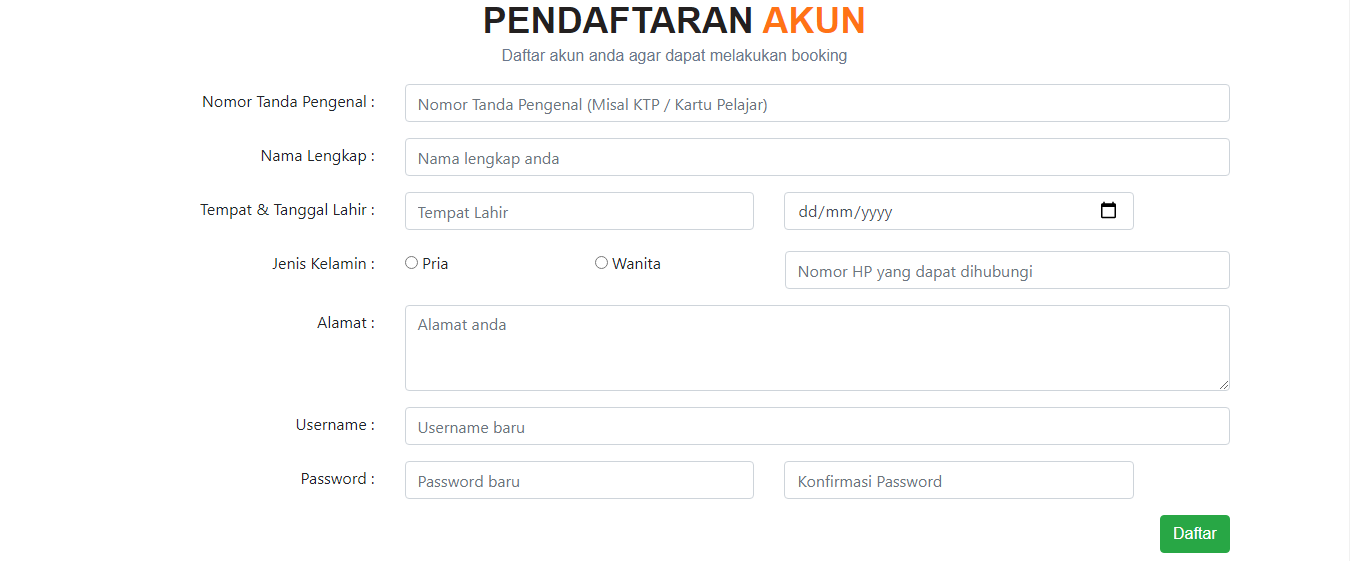 PENDAFTARAN AKUN
Daftar akun anda agar dapat melakukan booking
Nomor Tanda Pengenal : Nomor Tanda Pengenal (Misal KTP / Kartu Pelajar)
Nama Lengkap : Nama lengkap anda
Tempat & Tanggal Lahir : Tempat Lahir dd/mm/yyyy
Jenis Kelamin : Pria Wanita Nomor HP yang dapat dihubungi
Alamat : Alamat anda
Username : Username baru
Password : Password baru Konfirmasi Password
Daftar